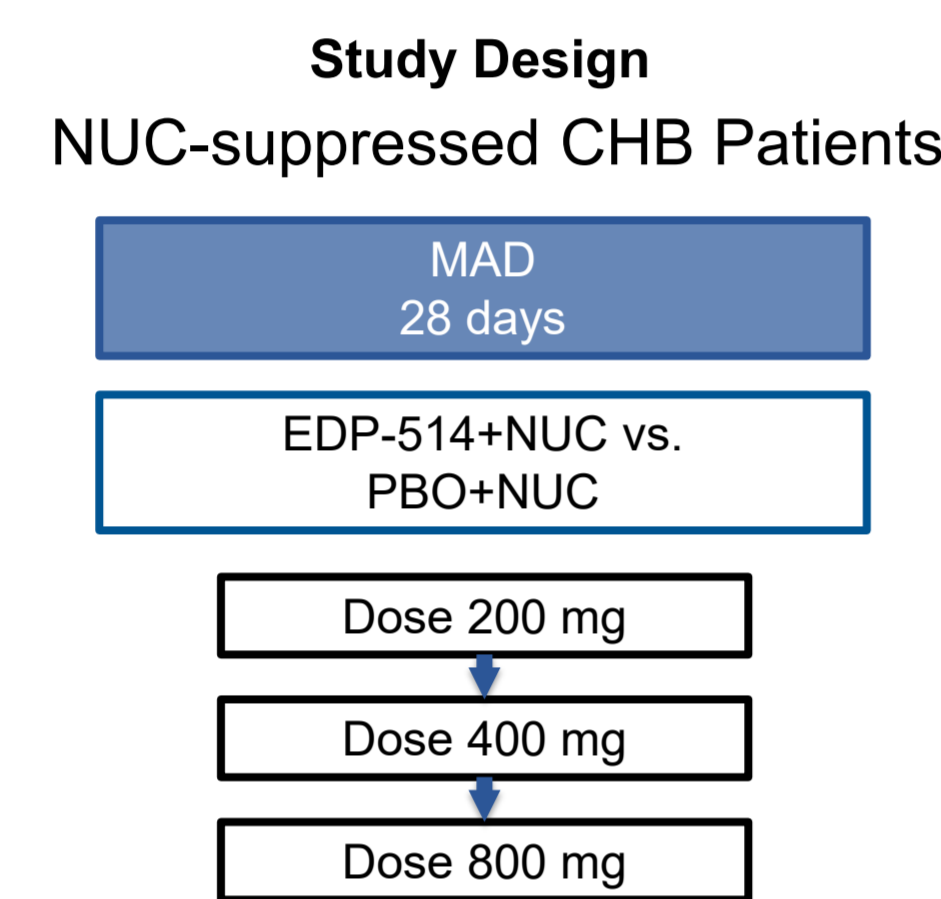 Study Design
NUC-suppressed CHB Patients
MAD
28 days
EDP-514+NUC vs.
PBO+NUC
Dose 200 mg
Dose 400 mg
Dose 800 mg